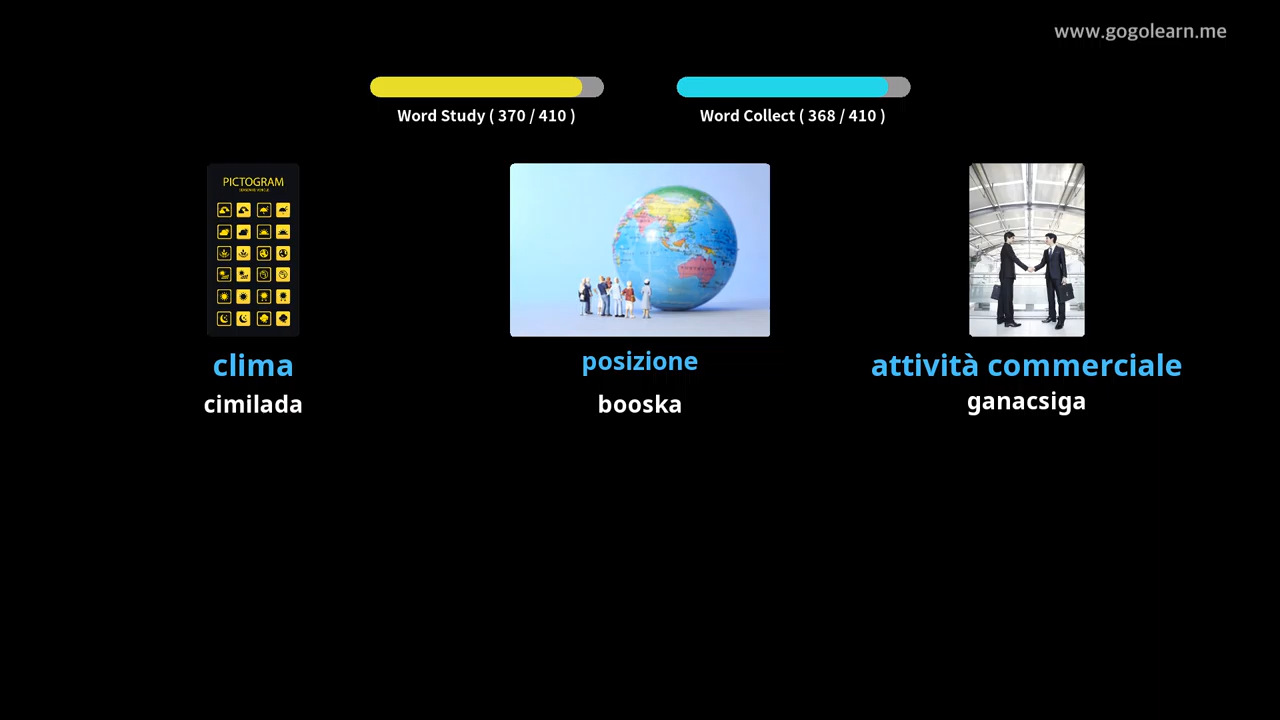 www.gogolearn.me
Word Study ( 370 / 410 )
Word Collect ( 368 / 410 )
PICTOGRAM
clima
posizione
attività commerciale
cimilada
booska
ganacsiga